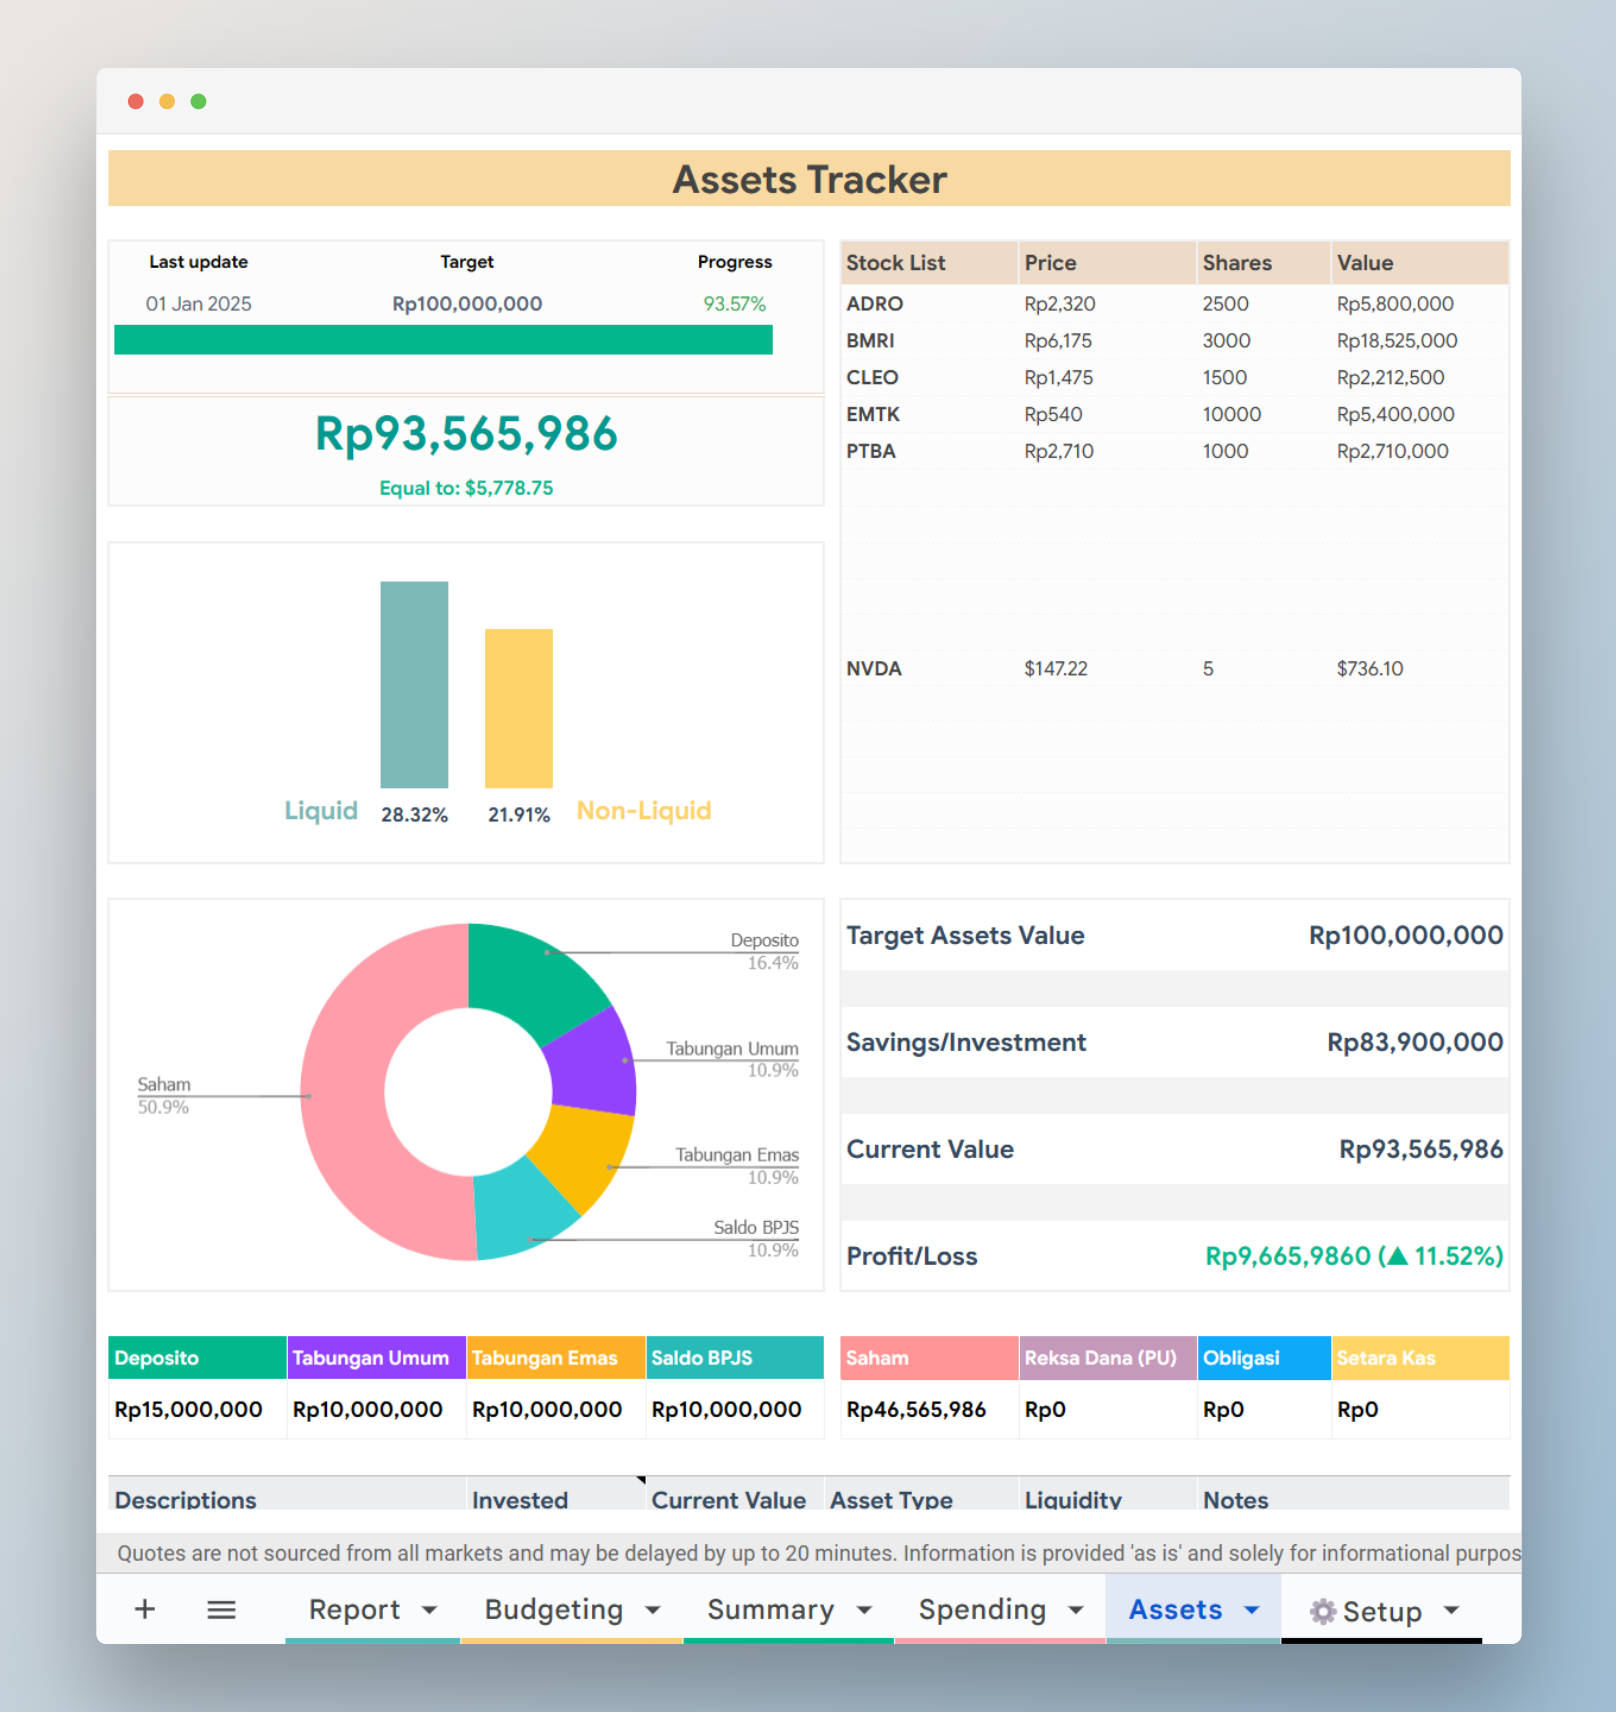 Assets Tracker
Last update Target Progress
01 Jan 2025 Rp100,000,000 93.57%
Rp93,565,986
Equal to: $5,778.75
Stock List Price Shares Value
ADRO Rp2,320 2500 Rp5,800,000
BMRI Rp6,175 3000 Rp18,525,000
CLEO Rp1,475 1500 Rp2,212,500
EMTK Rp540 10000 Rp5,400,000
PTBA Rp2,710 1000 Rp2,710,000
NVDA $147.22 5 $736.10
Liquid 28.32% 21.91% Non-Liquid
Deposito
16.4%
Tabungan Umum
10.9%
Saham
50.9%
Tabungan Emas
10.9%
Saldo BPJS
10.9%
Target Assets Value Rp100,000,000
Savings/Investment Rp83,900,000
Current Value Rp93,565,986
Profit/Loss Rp9,665,9860 (▲ 11.52%)
Deposito Tabungan Umum Tabungan Emas Saldo BPJS Saham Reksa Dana (PU) Obligasi Setara Kas
Rp15,000,000 Rp10,000,000 Rp10,000,000 Rp10,000,000 Rp46,565,986 Rp0 Rp0 Rp0
Descriptions Invested Current Value Asset Type Liquidity Notes
Quotes are not sourced from all markets and may be delayed by up to 20 minutes. Information is provided 'as is' and solely for informational purpos
Report Budgeting Summary Spending Assets Setup